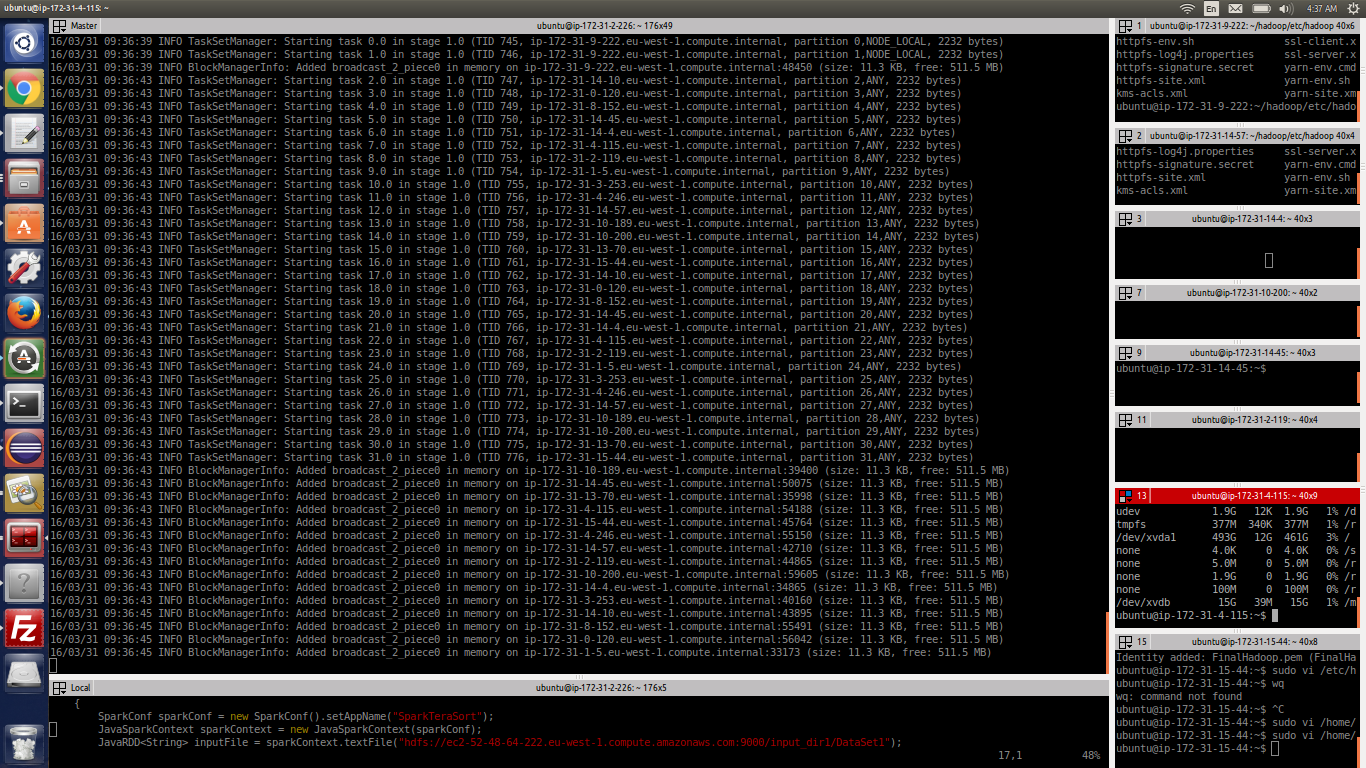 ubuntu@ip-172-31-4-115: ~
En
4:37 AM
Master
ubuntu@ip-172-31-2-226: ~ 176x49
16/03/31 09:36:39 INFO TaskSetManager: Starting task 0.0 in stage 1.0 (TID 745, ip-172-31-9-222.eu-west-1.compute.internal, partition 0,NODE_LOCAL, 2232 bytes)
16/03/31 09:36:39 INFO TaskSetManager: Starting task 1.0 in stage 1.0 (TID 746, ip-172-31-9-222.eu-west-1.compute.internal, partition 1,NODE_LOCAL, 2232 bytes)
16/03/31 09:36:39 INFO BlockManagerInfo: Added broadcast_2_piece0 in memory on ip-172-31-9-222.eu-west-1.compute.internal:48450 (size: 11.3 KB, free: 511.5 MB)
16/03/31 09:36:43 INFO TaskSetManager: Starting task 2.0 in stage 1.0 (TID 747, ip-172-31-14-10.eu-west-1.compute.internal, partition 2,ANY, 2232 bytes)
16/03/31 09:36:43 INFO TaskSetManager: Starting task 3.0 in stage 1.0 (TID 748, ip-172-31-0-120.eu-west-1.compute.internal, partition 3,ANY, 2232 bytes)
16/03/31 09:36:43 INFO TaskSetManager: Starting task 4.0 in stage 1.0 (TID 749, ip-172-31-8-152.eu-west-1.compute.internal, partition 4,ANY, 2232 bytes)
16/03/31 09:36:43 INFO TaskSetManager: Starting task 5.0 in stage 1.0 (TID 750, ip-172-31-14-45.eu-west-1.compute.internal, partition 5,ANY, 2232 bytes)
16/03/31 09:36:43 INFO TaskSetManager: Starting task 6.0 in stage 1.0 (TID 751, ip-172-31-14-4.eu-west-1.compute.internal, partition 6,ANY, 2232 bytes)
16/03/31 09:36:43 INFO TaskSetManager: Starting task 7.0 in stage 1.0 (TID 752, ip-172-31-4-115.eu-west-1.compute.internal, partition 7,ANY, 2232 bytes)
16/03/31 09:36:43 INFO TaskSetManager: Starting task 8.0 in stage 1.0 (TID 753, ip-172-31-2-119.eu-west-1.compute.internal, partition 8,ANY, 2232 bytes)
16/03/31 09:36:43 INFO TaskSetManager: Starting task 9.0 in stage 1.0 (TID 754, ip-172-31-1-5.eu-west-1.compute.internal, partition 9,ANY, 2232 bytes)
16/03/31 09:36:43 INFO TaskSetManager: Starting task 10.0 in stage 1.0 (TID 755, ip-172-31-3-253.eu-west-1.compute.internal, partition 10,ANY, 2232 bytes)
16/03/31 09:36:43 INFO TaskSetManager: Starting task 11.0 in stage 1.0 (TID 756, ip-172-31-4-246.eu-west-1.compute.internal, partition 11,ANY, 2232 bytes)
16/03/31 09:36:43 INFO TaskSetManager: Starting task 12.0 in stage 1.0 (TID 757, ip-172-31-14-57.eu-west-1.compute.internal, partition 12,ANY, 2232 bytes)
16/03/31 09:36:43 INFO TaskSetManager: Starting task 13.0 in stage 1.0 (TID 758, ip-172-31-10-189.eu-west-1.compute.internal, partition 13,ANY, 2232 bytes)
16/03/31 09:36:43 INFO TaskSetManager: Starting task 14.0 in stage 1.0 (TID 759, ip-172-31-10-200.eu-west-1.compute.internal, partition 14,ANY, 2232 bytes)
16/03/31 09:36:43 INFO TaskSetManager: Starting task 15.0 in stage 1.0 (TID 760, ip-172-31-13-70.eu-west-1.compute.internal, partition 15,ANY, 2232 bytes)
16/03/31 09:36:43 INFO TaskSetManager: Starting task 16.0 in stage 1.0 (TID 761, ip-172-31-15-44.eu-west-1.compute.internal, partition 16,ANY, 2232 bytes)
16/03/31 09:36:43 INFO TaskSetManager: Starting task 17.0 in stage 1.0 (TID 762, ip-172-31-14-10.eu-west-1.compute.internal, partition 17,ANY, 2232 bytes)
16/03/31 09:36:43 INFO TaskSetManager: Starting task 18.0 in stage 1.0 (TID 763, ip-172-31-0-120.eu-west-1.compute.internal, partition 18,ANY, 2232 bytes)
16/03/31 09:36:43 INFO TaskSetManager: Starting task 19.0 in stage 1.0 (TID 764, ip-172-31-8-152.eu-west-1.compute.internal, partition 19,ANY, 2232 bytes)
16/03/31 09:36:43 INFO TaskSetManager: Starting task 20.0 in stage 1.0 (TID 765, ip-172-31-14-45.eu-west-1.compute.internal, partition 20,ANY, 2232 bytes)
16/03/31 09:36:43 INFO TaskSetManager: Starting task 21.0 in stage 1.0 (TID 766, ip-172-31-14-4.eu-west-1.compute.internal, partition 21,ANY, 2232 bytes)
16/03/31 09:36:43 INFO TaskSetManager: Starting task 22.0 in stage 1.0 (TID 767, ip-172-31-4-115.eu-west-1.compute.internal, partition 22,ANY, 2232 bytes)
16/03/31 09:36:43 INFO TaskSetManager: Starting task 23.0 in stage 1.0 (TID 768, ip-172-31-2-119.eu-west-1.compute.internal, partition 23,ANY, 2232 bytes)
16/03/31 09:36:43 INFO TaskSetManager: Starting task 24.0 in stage 1.0 (TID 769, ip-172-31-1-5.eu-west-1.compute.internal, partition 24,ANY, 2232 bytes)
16/03/31 09:36:43 INFO TaskSetManager: Starting task 25.0 in stage 1.0 (TID 770, ip-172-31-3-253.eu-west-1.compute.internal, partition 25,ANY, 2232 bytes)
16/03/31 09:36:43 INFO TaskSetManager: Starting task 26.0 in stage 1.0 (TID 771, ip-172-31-4-246.eu-west-1.compute.internal, partition 26,ANY, 2232 bytes)
16/03/31 09:36:43 INFO TaskSetManager: Starting task 27.0 in stage 1.0 (TID 772, ip-172-31-14-57.eu-west-1.compute.internal, partition 27,ANY, 2232 bytes)
16/03/31 09:36:43 INFO TaskSetManager: Starting task 28.0 in stage 1.0 (TID 773, ip-172-31-10-189.eu-west-1.compute.internal, partition 28,ANY, 2232 bytes)
16/03/31 09:36:43 INFO TaskSetManager: Starting task 29.0 in stage 1.0 (TID 774, ip-172-31-10-200.eu-west-1.compute.internal, partition 29,ANY, 2232 bytes)
16/03/31 09:36:43 INFO TaskSetManager: Starting task 30.0 in stage 1.0 (TID 775, ip-172-31-13-70.eu-west-1.compute.internal, partition 30,ANY, 2232 bytes)
16/03/31 09:36:43 INFO TaskSetManager: Starting task 31.0 in stage 1.0 (TID 776, ip-172-31-15-44.eu-west-1.compute.internal, partition 31,ANY, 2232 bytes)
16/03/31 09:36:43 INFO BlockManagerInfo: Added broadcast_2_piece0 in memory on ip-172-31-10-189.eu-west-1.compute.internal:39400 (size: 11.3 KB, free: 511.5 MB)
16/03/31 09:36:43 INFO BlockManagerInfo: Added broadcast_2_piece0 in memory on ip-172-31-14-45.eu-west-1.compute.internal:50075 (size: 11.3 KB, free: 511.5 MB)
16/03/31 09:36:43 INFO BlockManagerInfo: Added broadcast_2_piece0 in memory on ip-172-31-13-70.eu-west-1.compute.internal:35998 (size: 11.3 KB, free: 511.5 MB)
16/03/31 09:36:43 INFO BlockManagerInfo: Added broadcast_2_piece0 in memory on ip-172-31-4-115.eu-west-1.compute.internal:54188 (size: 11.3 KB, free: 511.5 MB)
16/03/31 09:36:43 INFO BlockManagerInfo: Added broadcast_2_piece0 in memory on ip-172-31-15-44.eu-west-1.compute.internal:45764 (size: 11.3 KB, free: 511.5 MB)
16/03/31 09:36:43 INFO BlockManagerInfo: Added broadcast_2_piece0 in memory on ip-172-31-4-246.eu-west-1.compute.internal:55150 (size: 11.3 KB, free: 511.5 MB)
16/03/31 09:36:43 INFO BlockManagerInfo: Added broadcast_2_piece0 in memory on ip-172-31-14-57.eu-west-1.compute.internal:42710 (size: 11.3 KB, free: 511.5 MB)
16/03/31 09:36:43 INFO BlockManagerInfo: Added broadcast_2_piece0 in memory on ip-172-31-2-119.eu-west-1.compute.internal:44865 (size: 11.3 KB, free: 511.5 MB)
16/03/31 09:36:43 INFO BlockManagerInfo: Added broadcast_2_piece0 in memory on ip-172-31-10-200.eu-west-1.compute.internal:59605 (size: 11.3 KB, free: 511.5 MB)
16/03/31 09:36:43 INFO BlockManagerInfo: Added broadcast_2_piece0 in memory on ip-172-31-14-4.eu-west-1.compute.internal:34865 (size: 11.3 KB, free: 511.5 MB)
16/03/31 09:36:43 INFO BlockManagerInfo: Added broadcast_2_piece0 in memory on ip-172-31-3-253.eu-west-1.compute.internal:40160 (size: 11.3 KB, free: 511.5 MB)
16/03/31 09:36:45 INFO BlockManagerInfo: Added broadcast_2_piece0 in memory on ip-172-31-14-10.eu-west-1.compute.internal:43895 (size: 11.3 KB, free: 511.5 MB)
16/03/31 09:36:45 INFO BlockManagerInfo: Added broadcast_2_piece0 in memory on ip-172-31-8-152.eu-west-1.compute.internal:55491 (size: 11.3 KB, free: 511.5 MB)
16/03/31 09:36:45 INFO BlockManagerInfo: Added broadcast_2_piece0 in memory on ip-172-31-0-120.eu-west-1.compute.internal:56042 (size: 11.3 KB, free: 511.5 MB)
16/03/31 09:36:45 INFO BlockManagerInfo: Added broadcast_2_piece0 in memory on ip-172-31-1-5.eu-west-1.compute.internal:33173 (size: 11.3 KB, free: 511.5 MB)
Local
ubuntu@ip-172-31-2-226: ~ 176x5
{
SparkConf sparkConf = new SparkConf().setAppName("SparkTeraSort");
JavaSparkContext sparkContext = new JavaSparkContext(sparkConf);
JavaRDD<String> inputFile = sparkContext.textFile("hdfs://ec2-52-48-64-222.eu-west-1.compute.amazonaws.com:9000/input_dir1/DataSet1");
17,1 48%
1 ubuntu@ip-172-31-9-222: ~/hadoop/etc/hadoop 40x6
httpfs-env.sh ssl-client.x
httpfs-log4j.properties ssl-server.x
httpfs-signature.secret yarn-env.cmd
httpfs-site.xml yarn-env.sh
kms-acls.xml yarn-site.xm
ubuntu@ip-172-31-9-222:~/hadoop/etc/hado
2 ubuntu@ip-172-31-14-57: ~/hadoop/etc/hadoop 40x4
httpfs-log4j.properties ssl-server.x
httpfs-signature.secret yarn-env.cmd
httpfs-site.xml yarn-env.sh
kms-acls.xml yarn-site.xm
3 ubuntu@ip-172-31-14-4: ~ 40x3
7 ubuntu@ip-172-31-10-200: ~ 40x2
9 ubuntu@ip-172-31-14-45: ~ 40x3
ubuntu@ip-172-31-14-45:~$
11 ubuntu@ip-172-31-2-119: ~ 40x4
13 ubuntu@ip-172-31-4-115: ~ 40x9
udev 1.9G 12K 1.9G 1% /d
tmpfs 377M 340K 377M 1% /r
/dev/xvda1 493G 12G 461G 3% /
none 4.0K 0 4.0K 0% /s
none 5.0M 0 5.0M 0% /r
none 1.9G 0 1.9G 0% /r
none 100M 0 100M 0% /r
/dev/xvdb 15G 39M 15G 1% /m
ubuntu@ip-172-31-4-115:~$
15 ubuntu@ip-172-31-15-44: ~ 40x8
Identity added: FinalHadoop.pem (FinalHa
ubuntu@ip-172-31-15-44:~$ sudo vi /etc/h
ubuntu@ip-172-31-15-44:~$ wq
wq: command not found
ubuntu@ip-172-31-15-44:~$ ^C
ubuntu@ip-172-31-15-44:~$ sudo vi /home/
ubuntu@ip-172-31-15-44:~$ sudo vi /home/
ubuntu@ip-172-31-15-44:~$